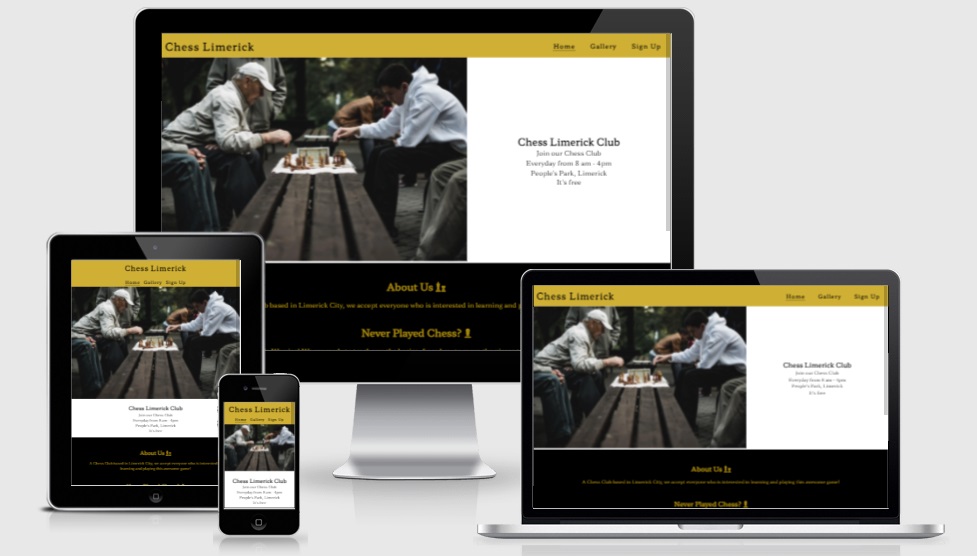 Chess Limerick
Home Gallery Sign Up
Chess Limerick Club
Join our Chess Club
Everyday from 8 am - 4pm
People's Park, Limerick
It's free
About Us
based in Limerick City, we accept everyone who is interested in learning and
Never Played Chess?
Chess Limerick
Home Gallery Sign Up
Chess Limerick Club
Join our Chess Club
Everyday from 8 am - 4pm
People's Park, Limerick
It's free
About Us
A Chess Club based in Limerick City, we accept everyone who is interested in
learning and playing this awesome game!
Chess Limerick
Home Gallery Sign Up
Chess Limerick Club
Join our Chess Club
Everyday from 8 am - 4pm
People's Park, Limerick
It's free
Chess Limerick
Home Gallery Sign Up
Chess Limerick Club
Join our Chess Club
Everyday from 8 am - 4pm
People's Park, Limerick
It's free
About Us
A Chess Club based in Limerick City, we accept everyone who is interested in learning and playing this awesome game!
Never Played Chess?